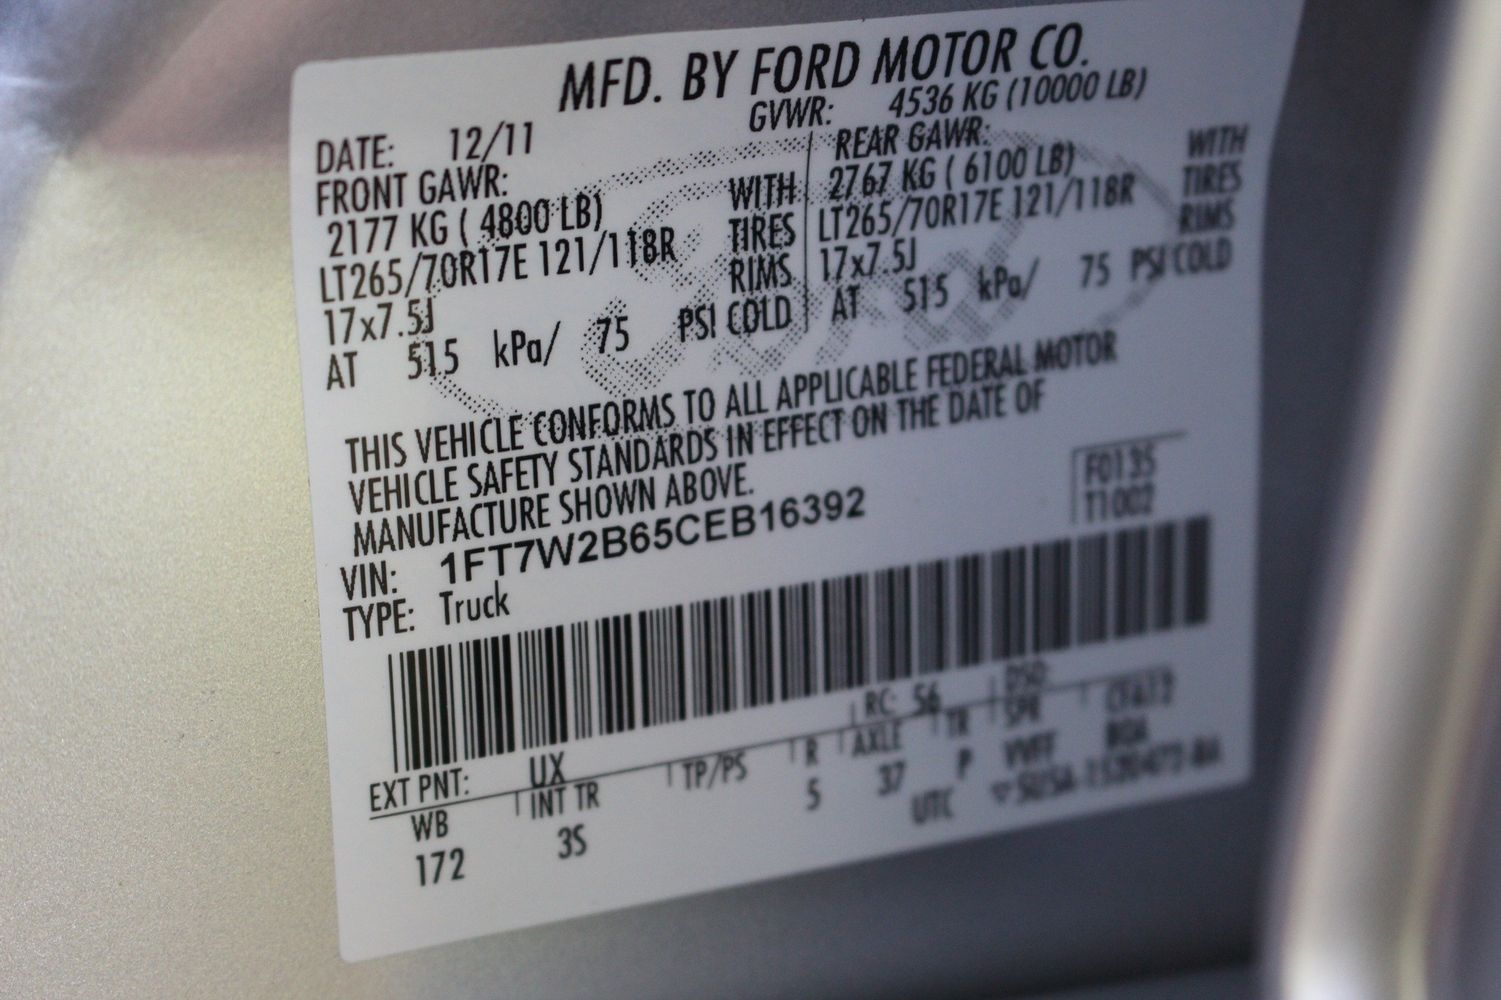 MFD. BY FORD MOTOR CO.
DATE: 12/11
GVWR: 4536 KG (10000 LB)
FRONT GAWR:
2177 KG ( 4800 LB)
LT265/70R17E 121/118R
17x7.5J
AT 515 kPa/ 75 PSI COLD
WITH
TIRES
RIMS
REAR GAWR:
2767 KG ( 6100 LB)
LT265/70R17E 121/118R
17x7.5J
AT 515 kPa/ 75 PSI COLD
WITH
TIRES
RIMS
THIS VEHICLE CONFORMS TO ALL APPLICABLE FEDERAL MOTOR
VEHICLE SAFETY STANDARDS IN EFFECT ON THE DATE OF
MANUFACTURE SHOWN ABOVE.
F0135
T1002
VIN: 1FT7W2B65CEB16392
TYPE: Truck
EXT PNT: UX RC: 56 DSO:
WB INT TR TP/PS R AXLE TR SPR
172 3S 5 37 P VVFF
UTC